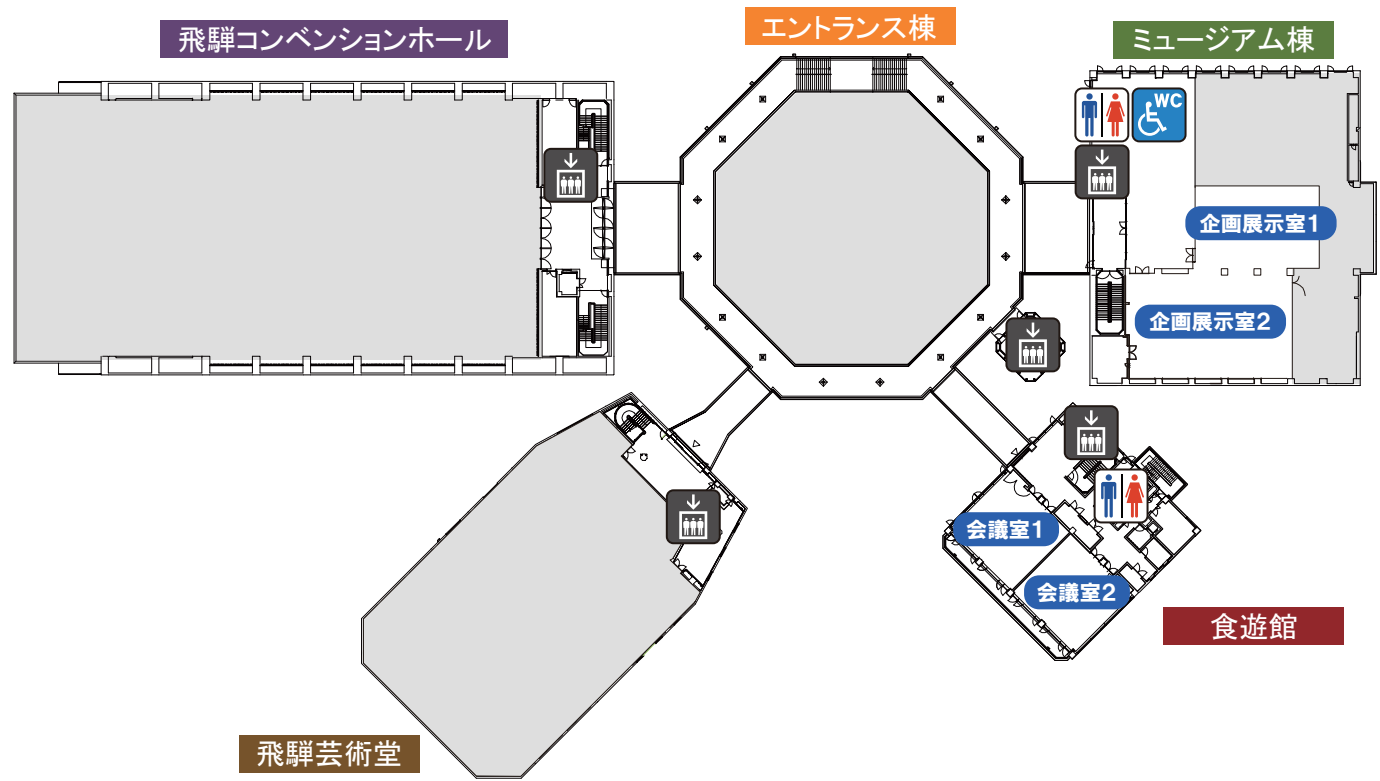 飛騨コンベンションホール
エントランス棟
ミュージアム棟
WC
企画展示室1
企画展示室2
会議室1
会議室2
食遊館
飛騨芸術堂